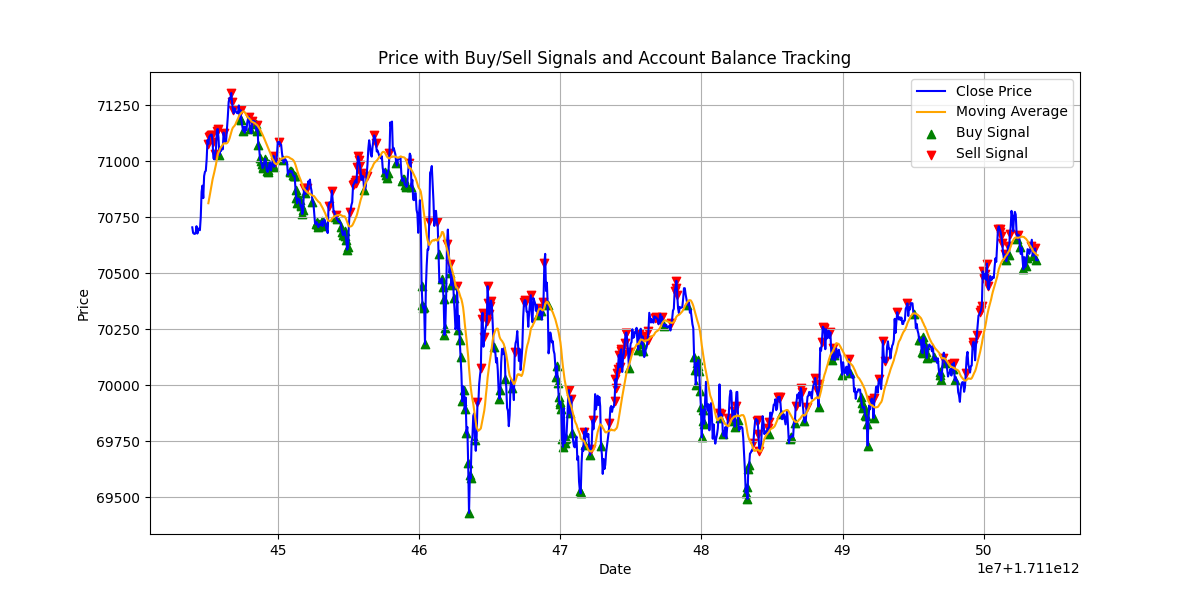 Price with Buy/Sell Signals and Account Balance Tracking
Close Price
Moving Average
Buy Signal
Sell Signal
Price
71250
71000
70750
70500
70250
70000
69750
69500
45 46 47 48 49 50
Date
1e7+1.711e12